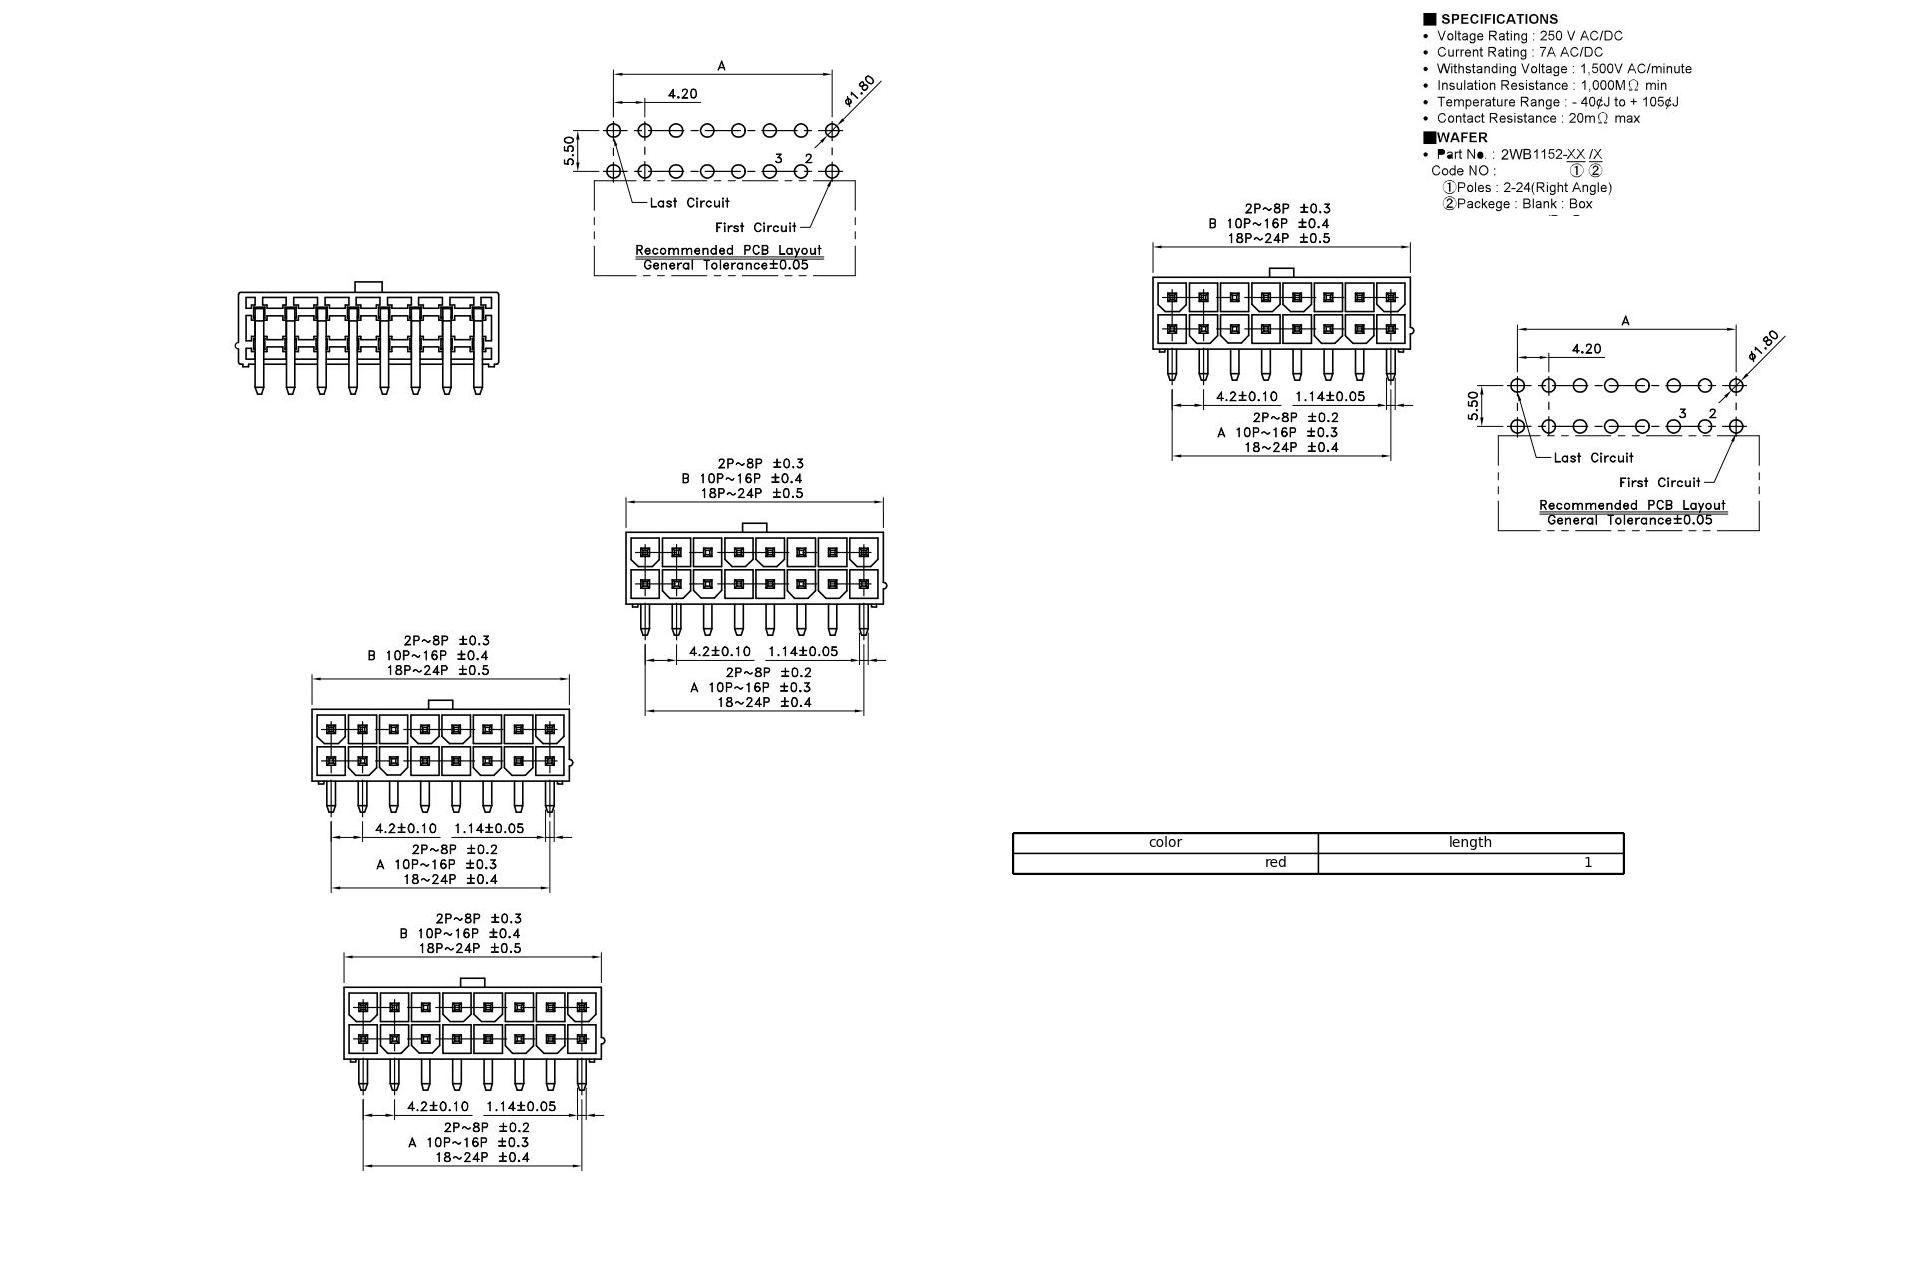 ■ SPECIFICATIONS
• Voltage Rating : 250 V AC/DC
• Current Rating : 7A AC/DC
• Withstanding Voltage : 1,500V AC/minute
• Insulation Resistance : 1,000MΩ min
• Temperature Range : - 40¢J to + 105¢J
• Contact Resistance : 20mΩ max
■WAFER
• Part No. : 2WB1152-XX /X
Code NO : ① ②
①Poles : 2-24(Right Angle)
②Packege : Blank : Box
A
4.20
ø1.80
5.50
3 2
Last Circuit
First Circuit
Recommended PCB Layout
General Tolerance±0.05
2P~8P ±0.3
B 10P~16P ±0.4
18P~24P ±0.5
4.2±0.10 1.14±0.05
2P~8P ±0.2
A 10P~16P ±0.3
18~24P ±0.4
A
4.20
ø1.80
5.50
3 2
Last Circuit
First Circuit
Recommended PCB Layout
General Tolerance±0.05
2P~8P ±0.3
B 10P~16P ±0.4
18P~24P ±0.5
4.2±0.10 1.14±0.05
2P~8P ±0.2
A 10P~16P ±0.3
18~24P ±0.4
2P~8P ±0.3
B 10P~16P ±0.4
18P~24P ±0.5
4.2±0.10 1.14±0.05
2P~8P ±0.2
A 10P~16P ±0.3
18~24P ±0.4
color length
red 1
2P~8P ±0.3
B 10P~16P ±0.4
18P~24P ±0.5
4.2±0.10 1.14±0.05
2P~8P ±0.2
A 10P~16P ±0.3
18~24P ±0.4